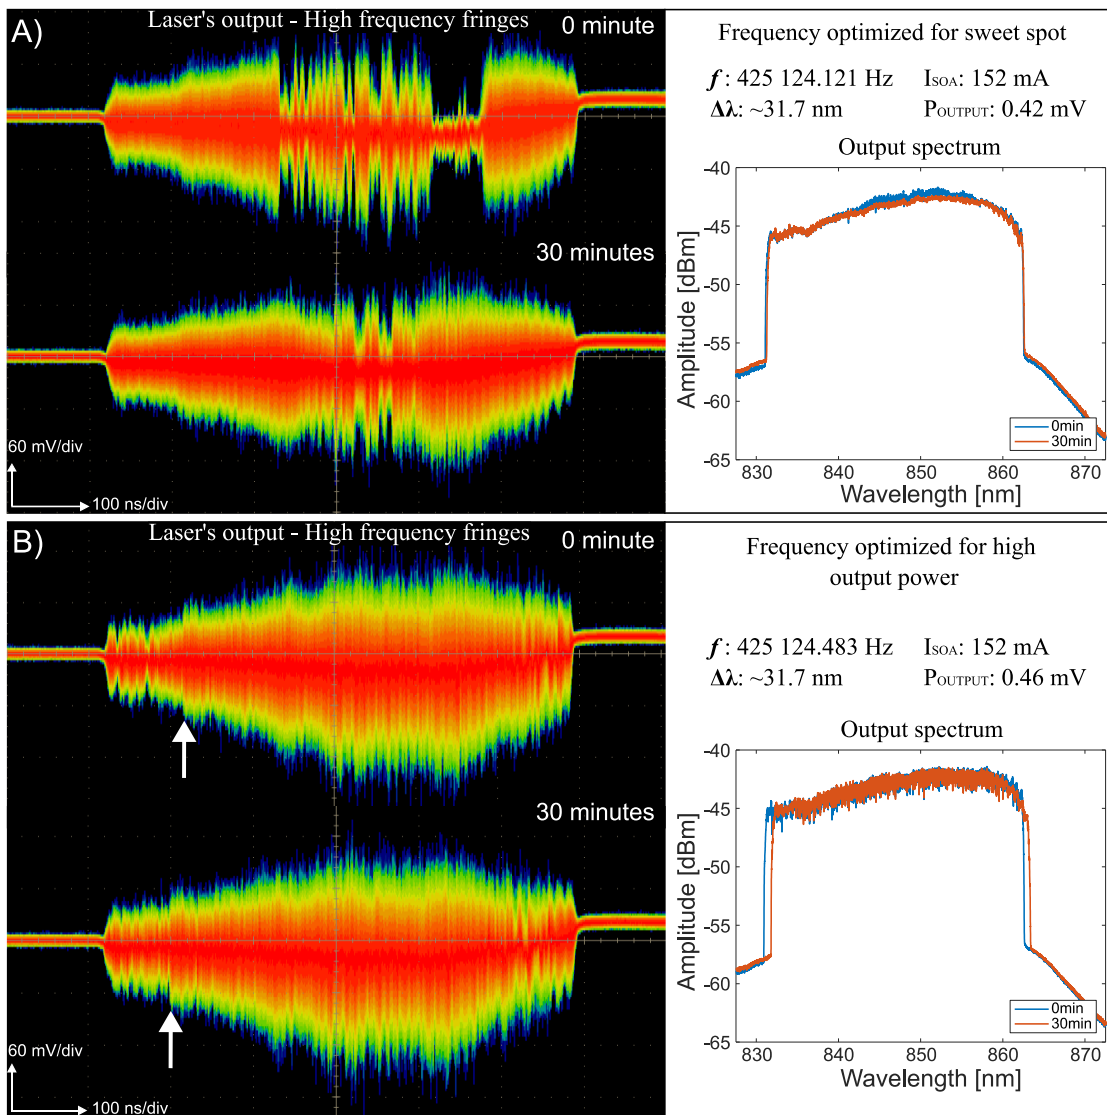 A)
Laser's output - High frequency fringes
0 minute
30 minutes
60 mV/div
100 ns/div
Frequency optimized for sweet spot
f: 425 124.121 Hz ISOA: 152 mA
Δλ: ~31.7 nm POUTPUT: 0.42 mV
Output spectrum
-40
-45
-50
-55
-60
-65
Amplitude [dBm]
830 840 850 860 870
Wavelength [nm]
0min
30min
B)
Laser's output - High frequency fringes
0 minute
30 minutes
60 mV/div
100 ns/div
Frequency optimized for high
output power
f: 425 124.483 Hz ISOA: 152 mA
Δλ: ~31.7 nm POUTPUT: 0.46 mV
Output spectrum
-40
-45
-50
-55
-60
-65
Amplitude [dBm]
830 840 850 860 870
Wavelength [nm]
0min
30min